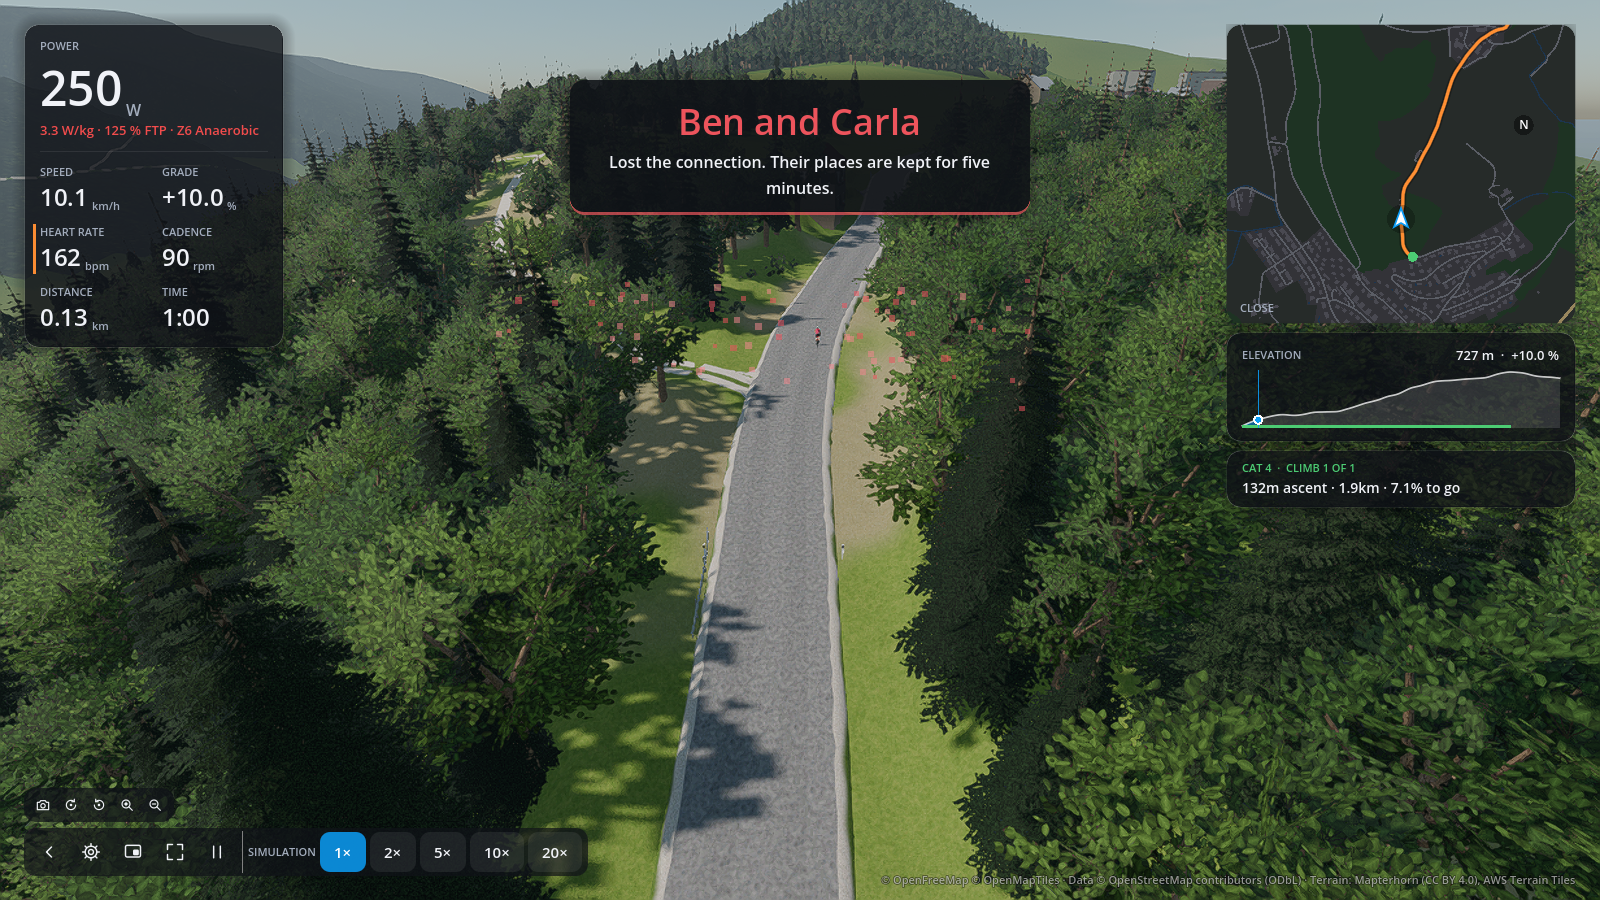 POWER
250 W
3.3 W/kg · 125 % FTP · Z6 Anaerobic
SPEED
10.1 km/h
GRADE
+10.0 %
HEART RATE
162 bpm
CADENCE
90 rpm
DISTANCE
0.13 km
TIME
1:00
Ben and Carla
Lost the connection. Their places are kept for five
minutes.
N
CLOSE
ELEVATION
727 m · +10.0 %
CAT 4 · CLIMB 1 OF 1
132m ascent · 1.9km · 7.1% to go
SIMULATION
1×
2×
5×
10×
20×
© OpenFreeMap © OpenMapTiles · Data © OpenStreetMap contributors (ODbL) · Terrain: Mapterhorn (CC BY 4.0), AWS Terrain Tiles